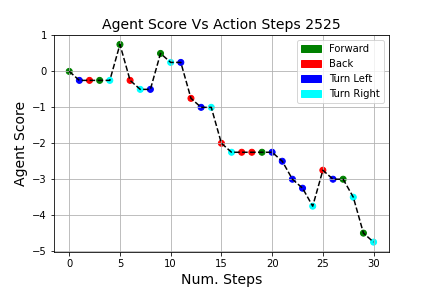 Agent Score Vs Action Steps 2525
Forward
Back
Turn Left
Turn Right
Agent Score
1
0
−1
−2
−3
−4
−5
0 5 10 15 20 25 30
Num. Steps